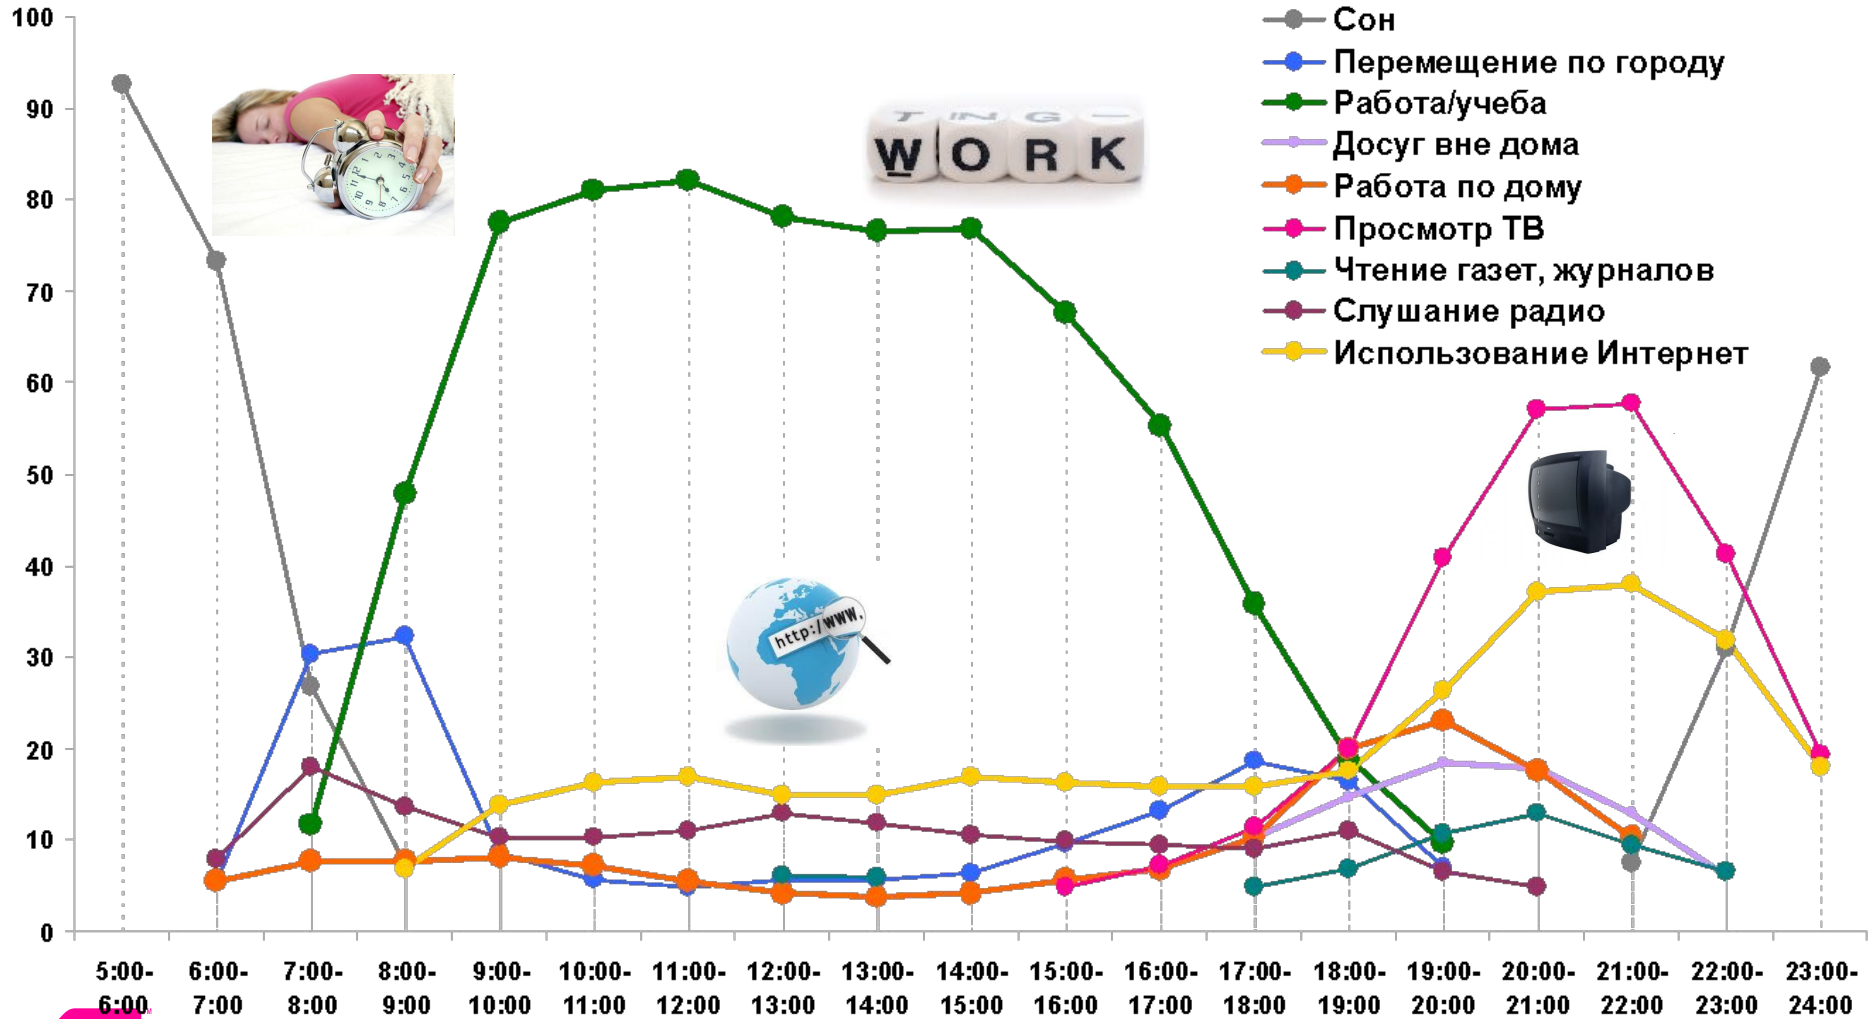 100
90
80
70
60
50
40
30
20
10
0
Сон
Перемещение по городу
Работа/учеба
Досуг вне дома
Работа по дому
Просмотр ТВ
Чтение газет, журналов
Слушание радио
Использование Интернет
WORK
http:/www.
5:00- 6:00- 7:00- 8:00- 9:00- 10:00- 11:00- 12:00- 13:00- 14:00- 15:00- 16:00- 17:00- 18:00- 19:00- 20:00- 21:00- 22:00- 23:00-
6:00 7:00 8:00 9:00 10:00 11:00 12:00 13:00 14:00 15:00 16:00 17:00 18:00 19:00 20:00 21:00 22:00 23:00 24:00